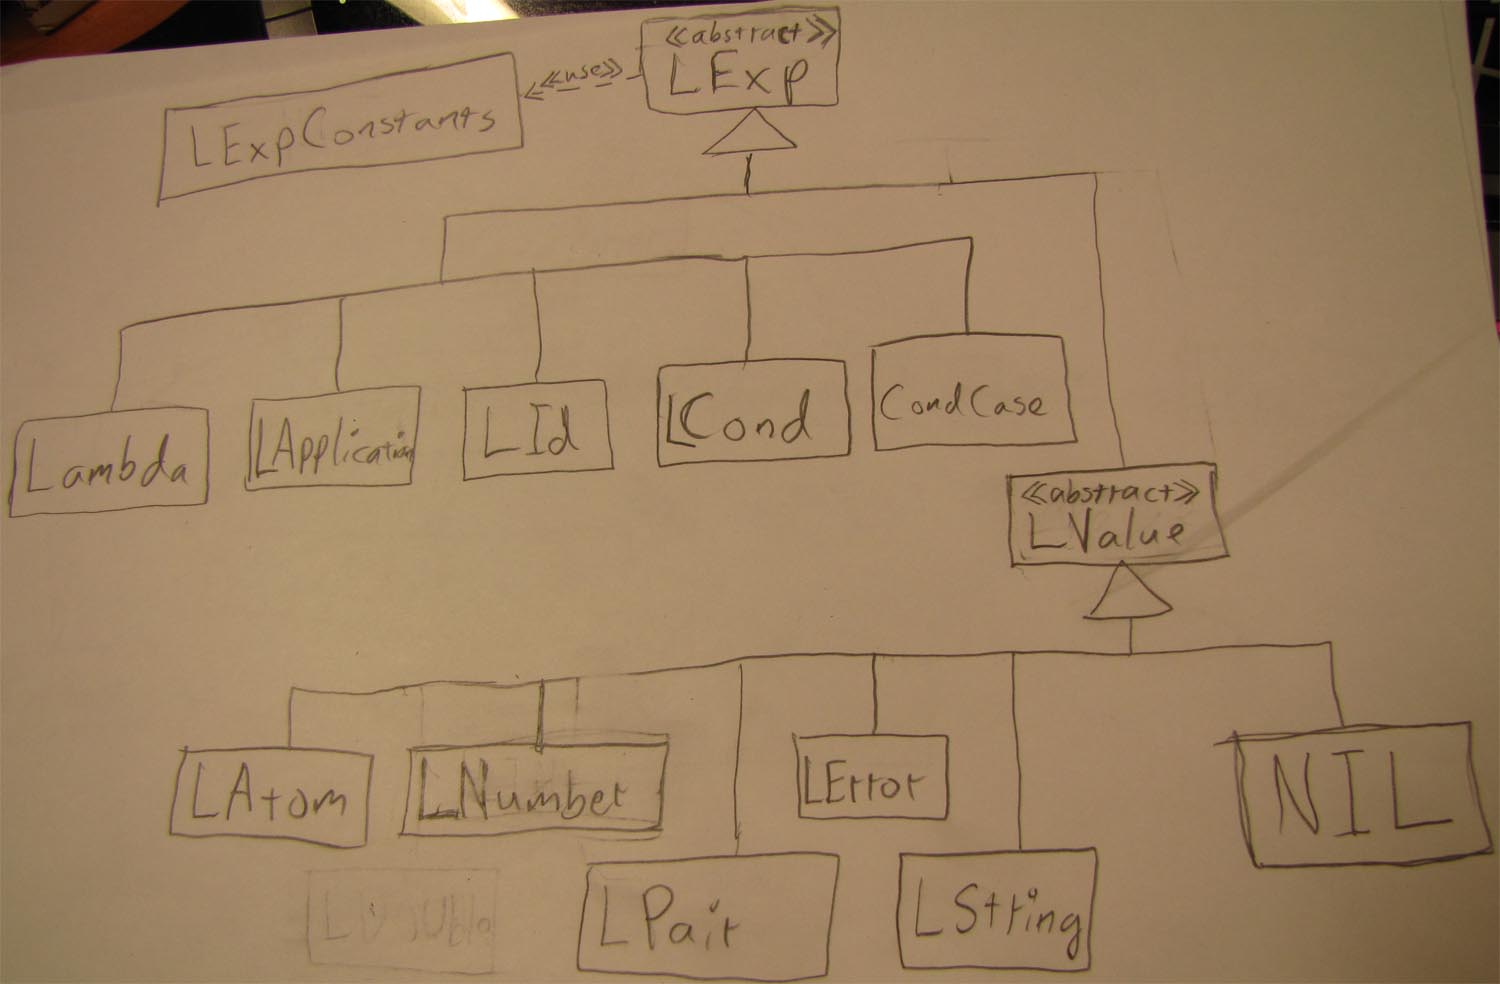 <<abstract>>
LExp
<<use>>
LExpConstants
Lambda
LApplication
LId
LCond
CondCase
<<abstract>>
LValue
LAtom
LNumber
LError
NIL
LDouble
LPair
LString